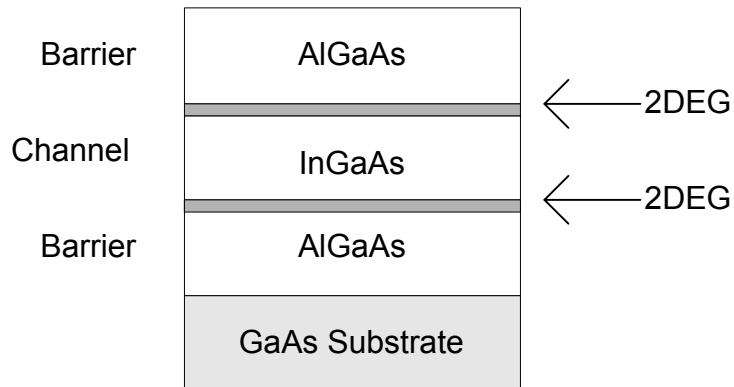 Barrier AlGaAs
2DEG
Channel InGaAs
2DEG
Barrier AlGaAs
GaAs Substrate